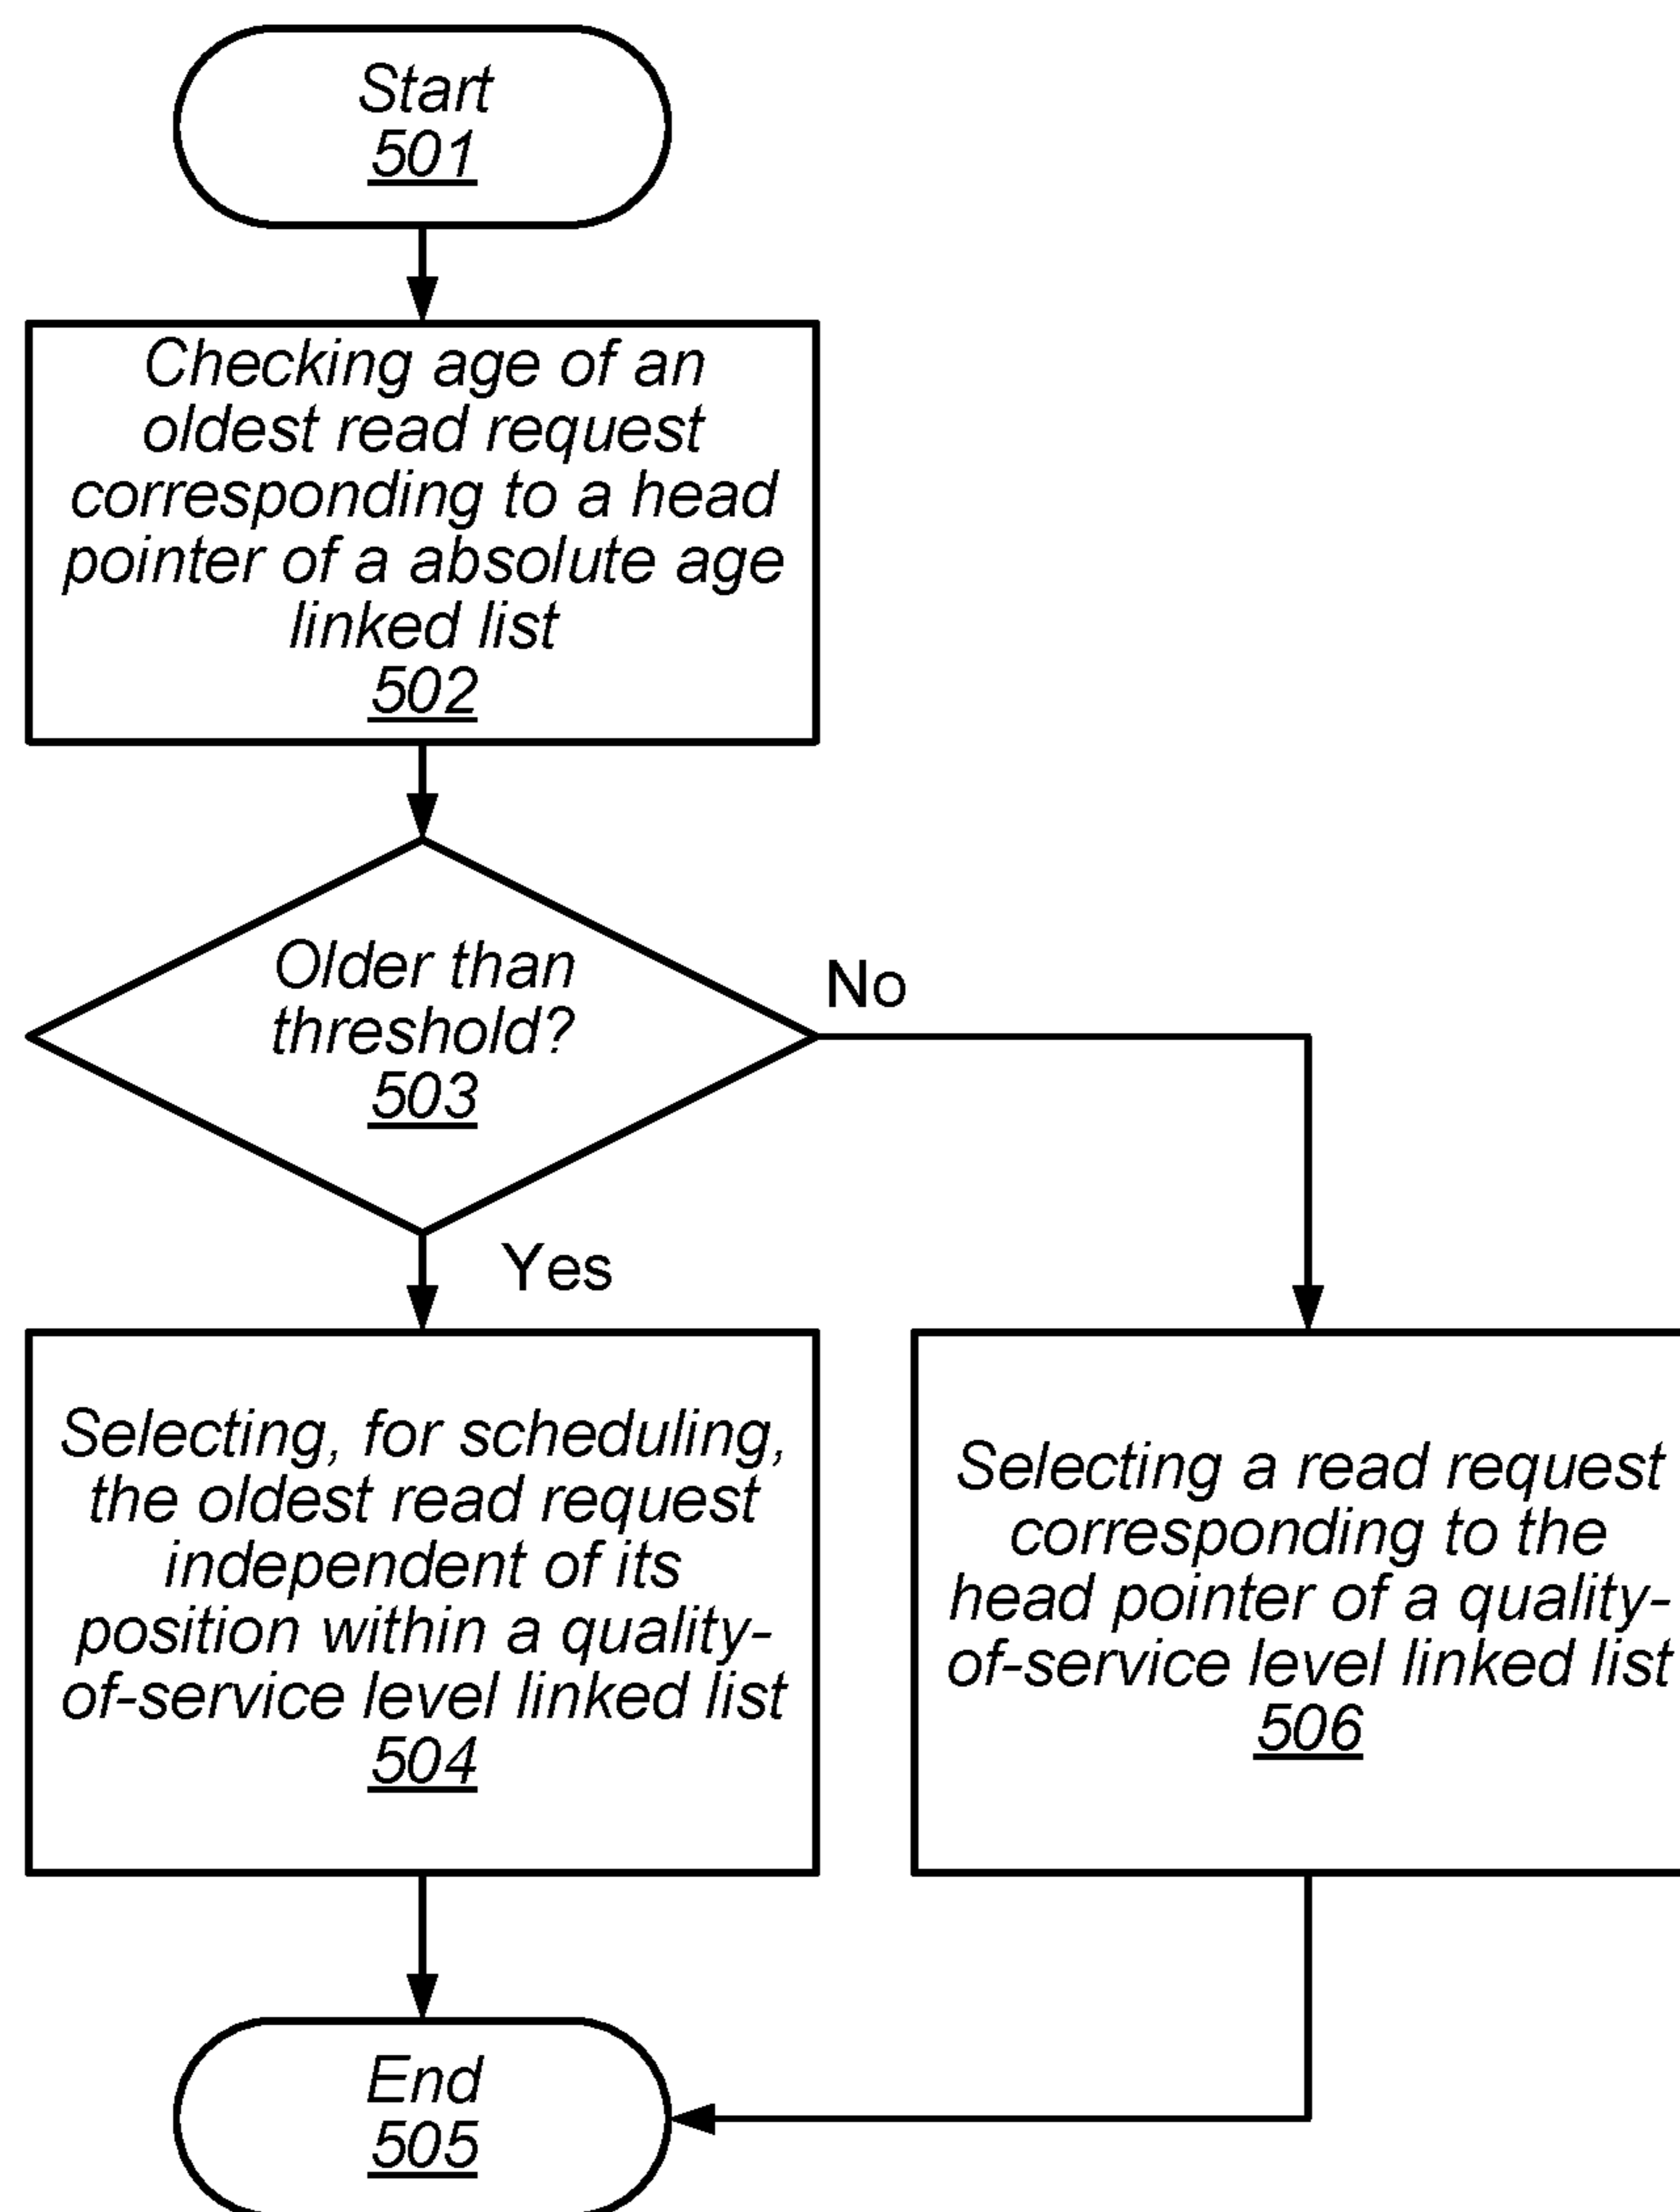 Start
501
Checking age of an
oldest read request
corresponding to a head
pointer of a absolute age
linked list
502
Older than
threshold?
503
No
Yes
Selecting, for scheduling,
the oldest read request
independent of its
position within a quality-
of-service level linked list
504
Selecting a read request
corresponding to the
head pointer of a quality-
of-service level linked list
506
End
505